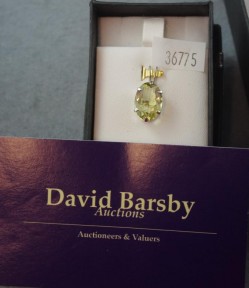 36775
David Barsby
Auctions
Auctioneers & Valuers